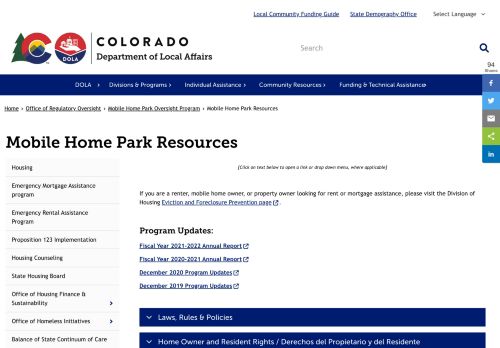 Local Community Funding Guide
State Demography Office
Select Language
COLORADO
Department of Local Affairs
DOLA
Search
94
Shares
DOLA
Divisions & Programs
Individual Assistance
Community Resources
Funding & Technical Assistance
Home › Office of Regulatory Oversight › Mobile Home Park Oversight Program › Mobile Home Park Resources
Mobile Home Park Resources
Housing
Emergency Mortgage Assistance
program
Emergency Rental Assistance
Program
Proposition 123 Implementation
Housing Counseling
State Housing Board
Office of Housing Finance &
Sustainability
Office of Homeless Initiatives
Balance of State Continuum of Care
[Click on text below to open a link or drop down menu, where applicable]
If you are a renter, mobile home owner, or property owner looking for rent or mortgage assistance, please visit the Division of
Housing Eviction and Foreclosure Prevention page .
Program Updates:
Fiscal Year 2021-2022 Annual Report
Fiscal Year 2020-2021 Annual Report
December 2020 Program Updates
December 2019 Program Updates
Laws, Rules & Policies
Home Owner and Resident Rights / Derechos del Propietario y del Residente